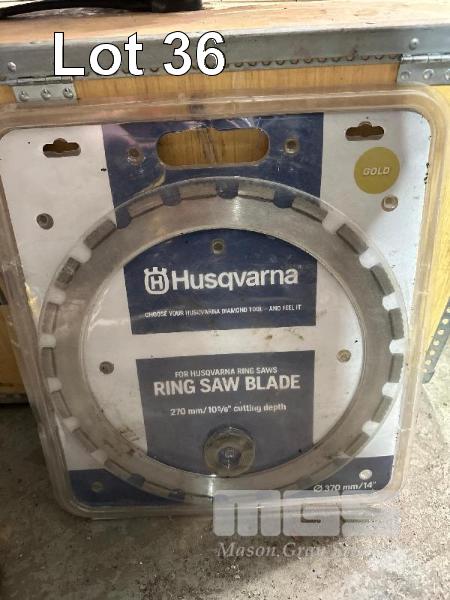 Lot 36
GOLD
Husqvarna
CHOOSE YOUR HUSQVARNA DIAMOND TOOL – AND FEEL IT
FOR HUSQVARNA RING SAWS
RING SAW BLADE
270 mm/10⅝" cutting depth
Ø 370 mm/14"
MGS
Mason Gray